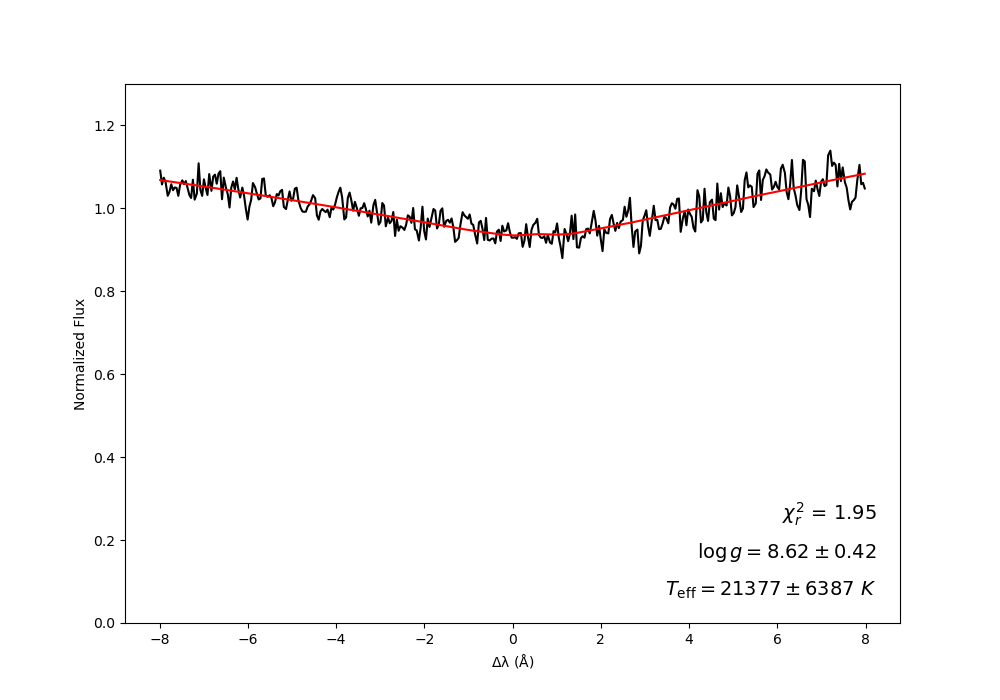 1.2
1.0
0.8
0.6
0.4
0.2
0.0
Normalized Flux
χ²ᵣ = 1.95
log g = 8.62 ± 0.42
T_eff = 21377 ± 6387 K
−8 −6 −4 −2 0 2 4 6 8
Δλ (Å)